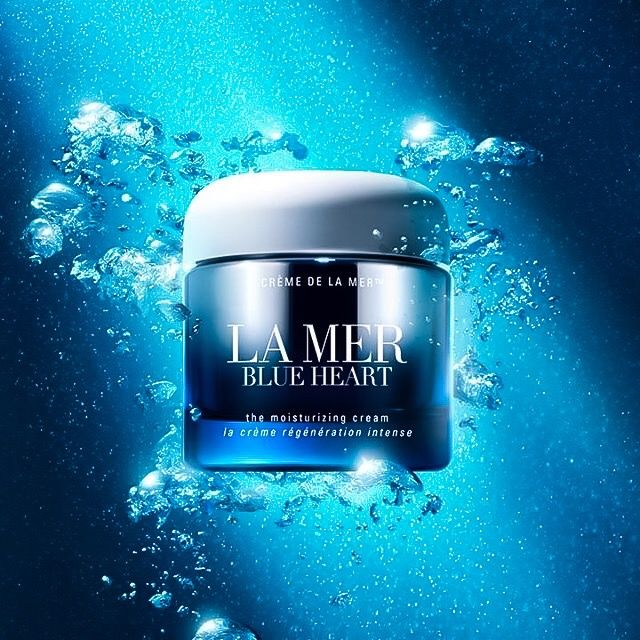 CRÈME DE LA MER™
LA MER
BLUE HEART
the moisturizing cream
la crème régénération intense